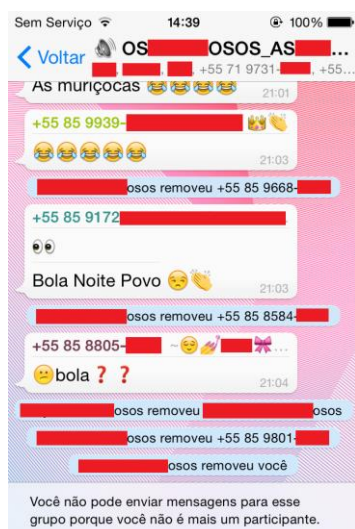 Sem Serviço 14:39 100%
Voltar OS OSOS_AS ...
, +55 71 9731- , +55...
As muriçocas 😂😂😂😂
21:01
+55 85 9939- 👑👏
😂😂😂😂😂
21:03
osos removeu +55 85 9668-
+55 85 9172
👀
Bola Noite Povo 😒👏
21:03
osos removeu +55 85 8584-
+55 85 8805- ~😌💅 🎀...
😕bola❓❓
21:04
osos removeu osos
osos removeu +55 85 9801-
osos removeu você
Você não pode enviar mensagens para esse
grupo porque você não é mais um participante.